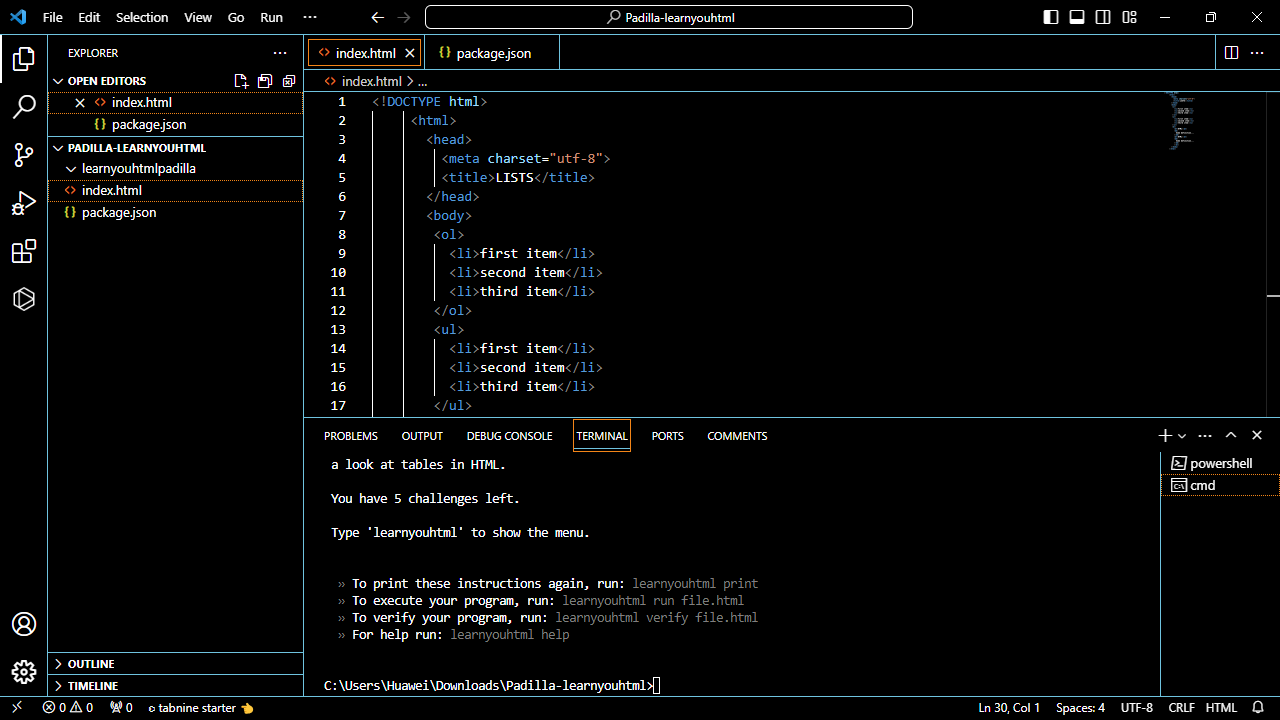 File Edit Selection View Go Run ··· Padilla-learnyouhtml
EXPLORER ···
OPEN EDITORS
index.html
package.json
PADILLA-LEARNYOUHTML
learnyouhtmlpadilla
index.html
package.json
OUTLINE
TIMELINE
index.html package.json
index.html > ...
1 <!DOCTYPE html>
2 <html>
3 <head>
4 <meta charset="utf-8">
5 <title>LISTS</title>
6 </head>
7 <body>
8 <ol>
9 <li>first item</li>
10 <li>second item</li>
11 <li>third item</li>
12 </ol>
13 <ul>
14 <li>first item</li>
15 <li>second item</li>
16 <li>third item</li>
17 </ul>
PROBLEMS OUTPUT DEBUG CONSOLE TERMINAL PORTS COMMENTS
a look at tables in HTML.
You have 5 challenges left.
Type 'learnyouhtml' to show the menu.
» To print these instructions again, run: learnyouhtml print
» To execute your program, run: learnyouhtml run file.html
» To verify your program, run: learnyouhtml verify file.html
» For help run: learnyouhtml help
C:\Users\Huawei\Downloads\Padilla-learnyouhtml>
powershell
cmd
0 0 0 tabnine starter 👈 Ln 30, Col 1 Spaces: 4 UTF-8 CRLF HTML